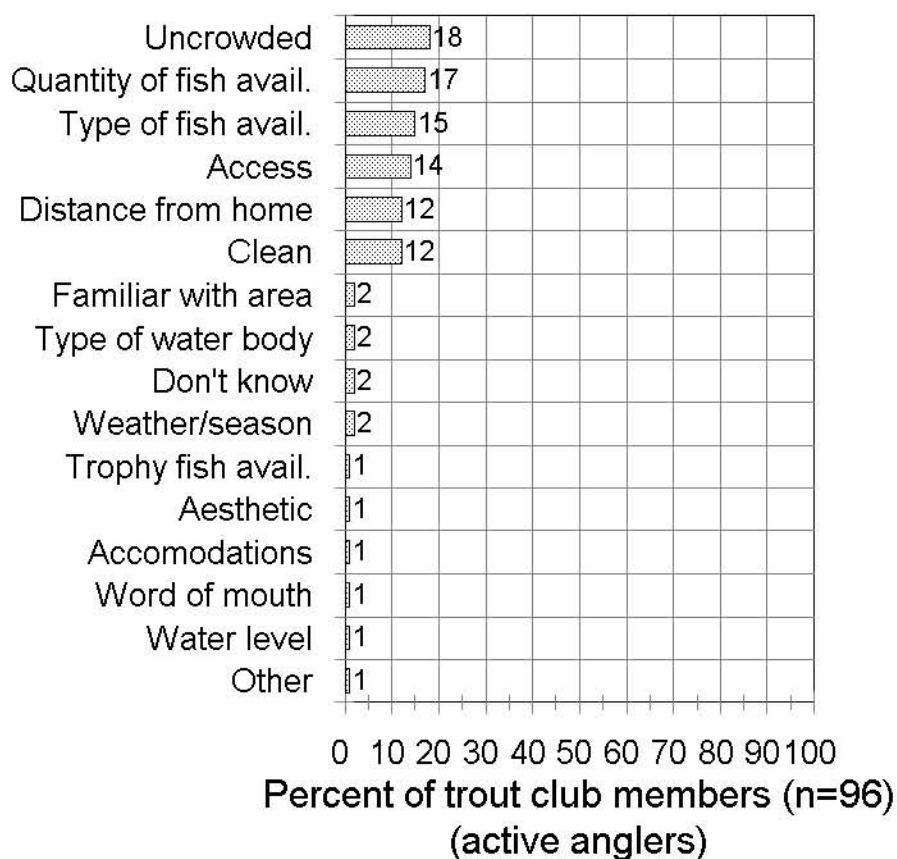 Uncrowded 18
Quantity of fish avail. 17
Type of fish avail. 15
Access 14
Distance from home 12
Clean 12
Familiar with area 2
Type of water body 2
Don't know 2
Weather/season 2
Trophy fish avail. 1
Aesthetic 1
Accomodations 1
Word of mouth 1
Water level 1
Other 1
0 10 20 30 40 50 60 70 80 90 100
Percent of trout club members (n=96)
(active anglers)